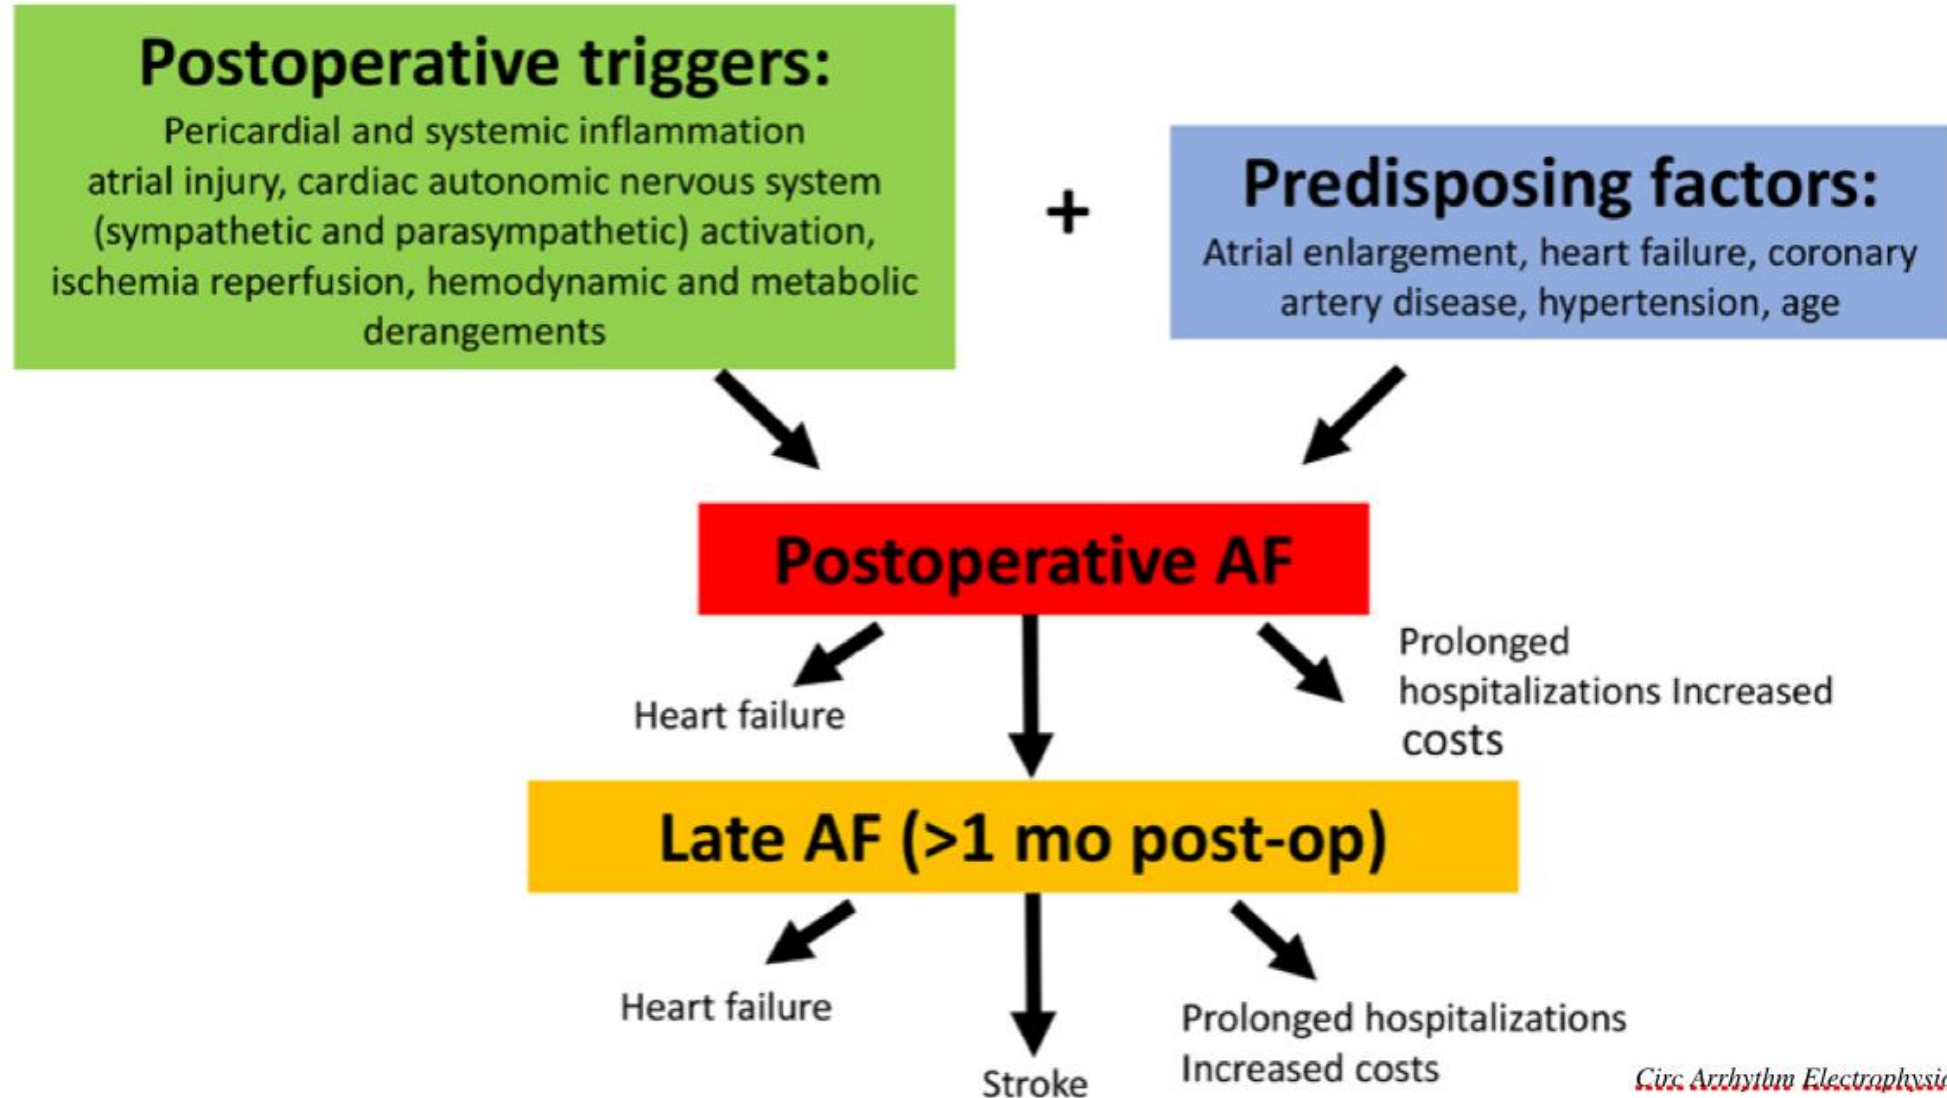 Postoperative triggers:
Pericardial and systemic inflammation
atrial injury, cardiac autonomic nervous system
(sympathetic and parasympathetic) activation,
ischemia reperfusion, hemodynamic and metabolic
derangements
+
Predisposing factors:
Atrial enlargement, heart failure, coronary
artery disease, hypertension, age
Postoperative AF
Heart failure
Prolonged
hospitalizations Increased
costs
Late AF (>1 mo post-op)
Heart failure
Stroke
Prolonged hospitalizations
Increased costs
Circ Arrhythm